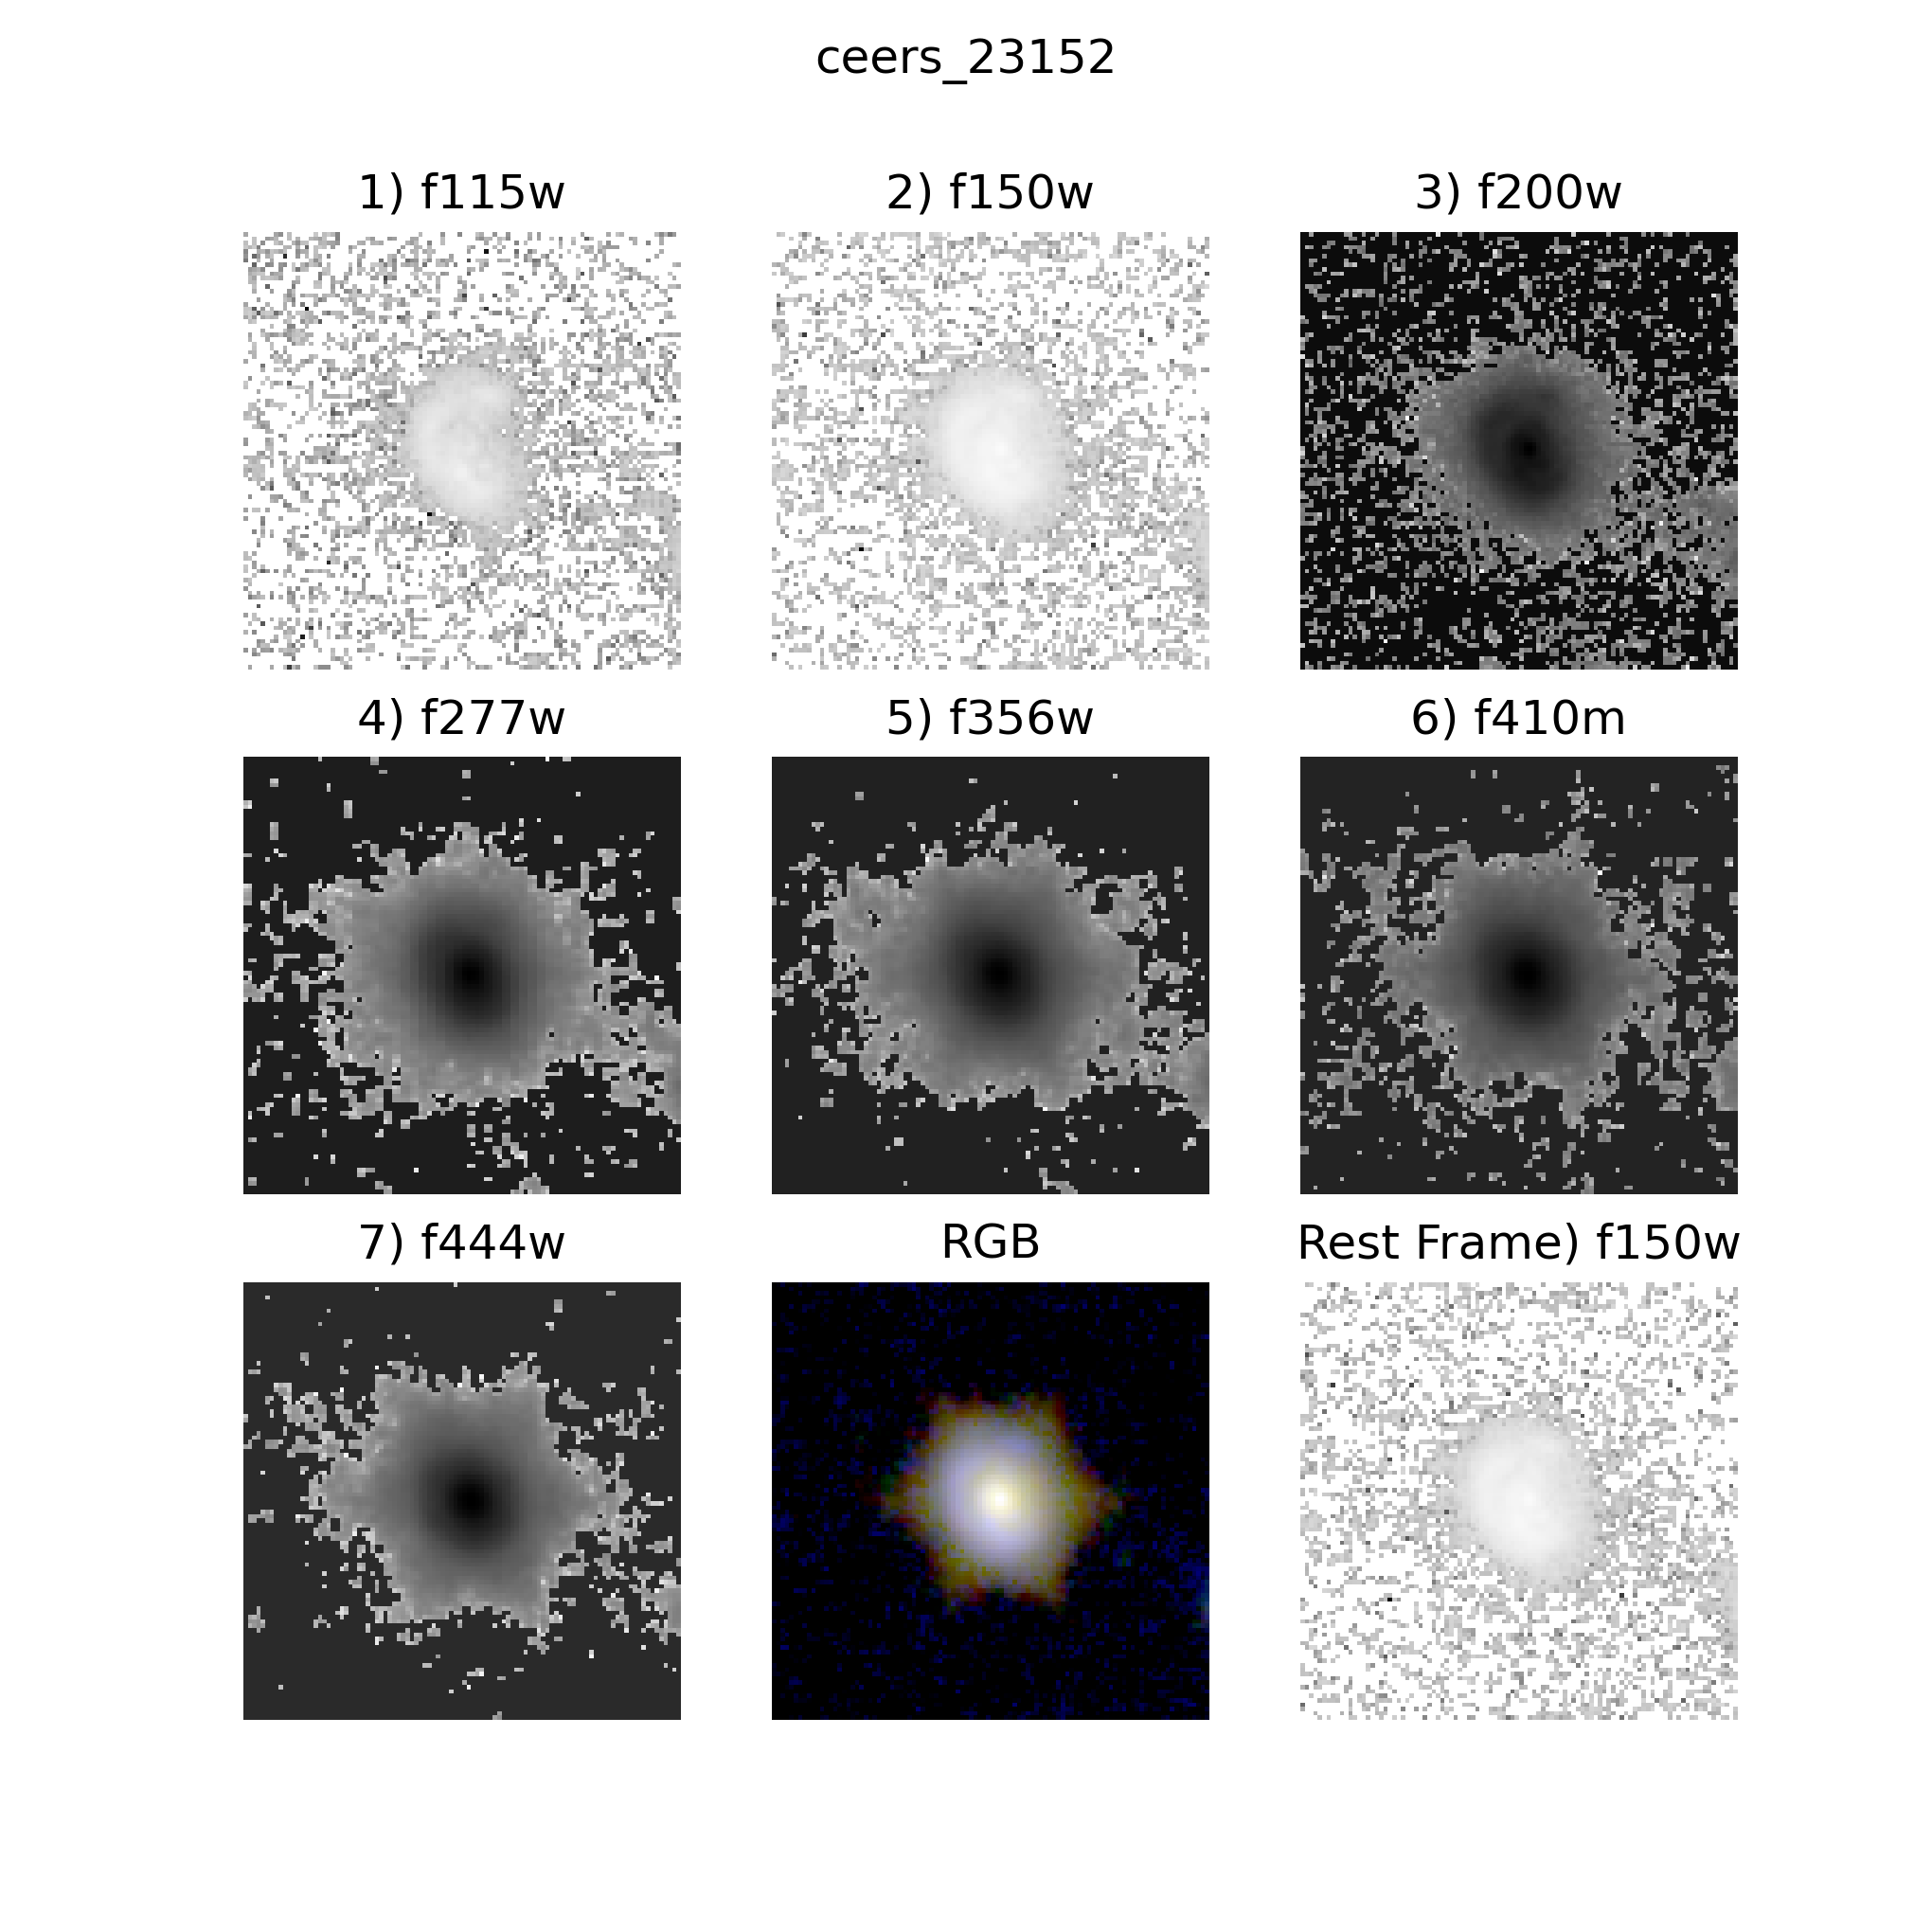 ceers_23152
1) f115w
2) f150w
3) f200w
4) f277w
5) f356w
6) f410m
7) f444w
RGB
Rest Frame) f150w